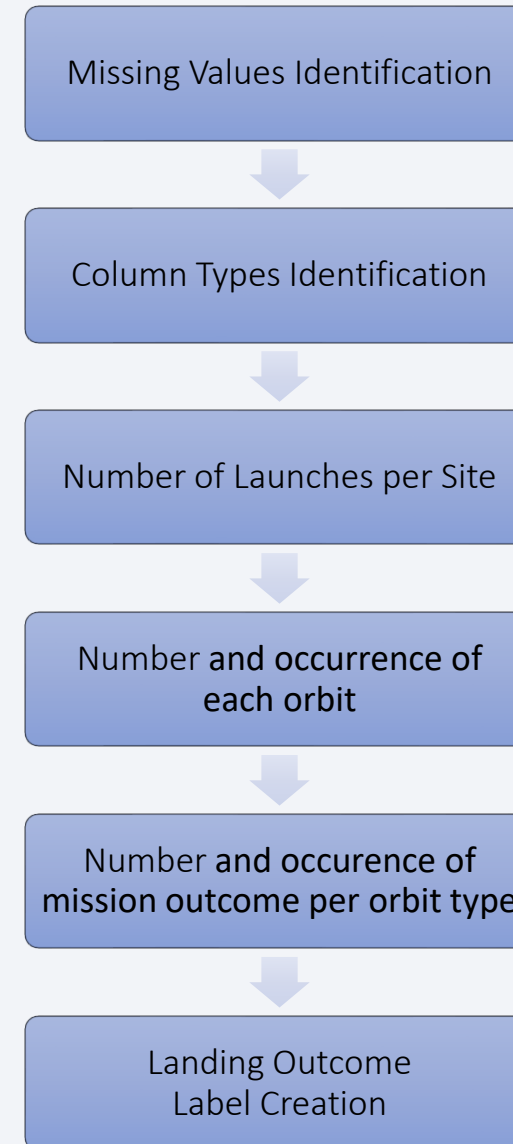 Missing Values Identification
Column Types Identification
Number of Launches per Site
Number and occurrence of
each orbit
Number and occurence of
mission outcome per orbit type
Landing Outcome
Label Creation